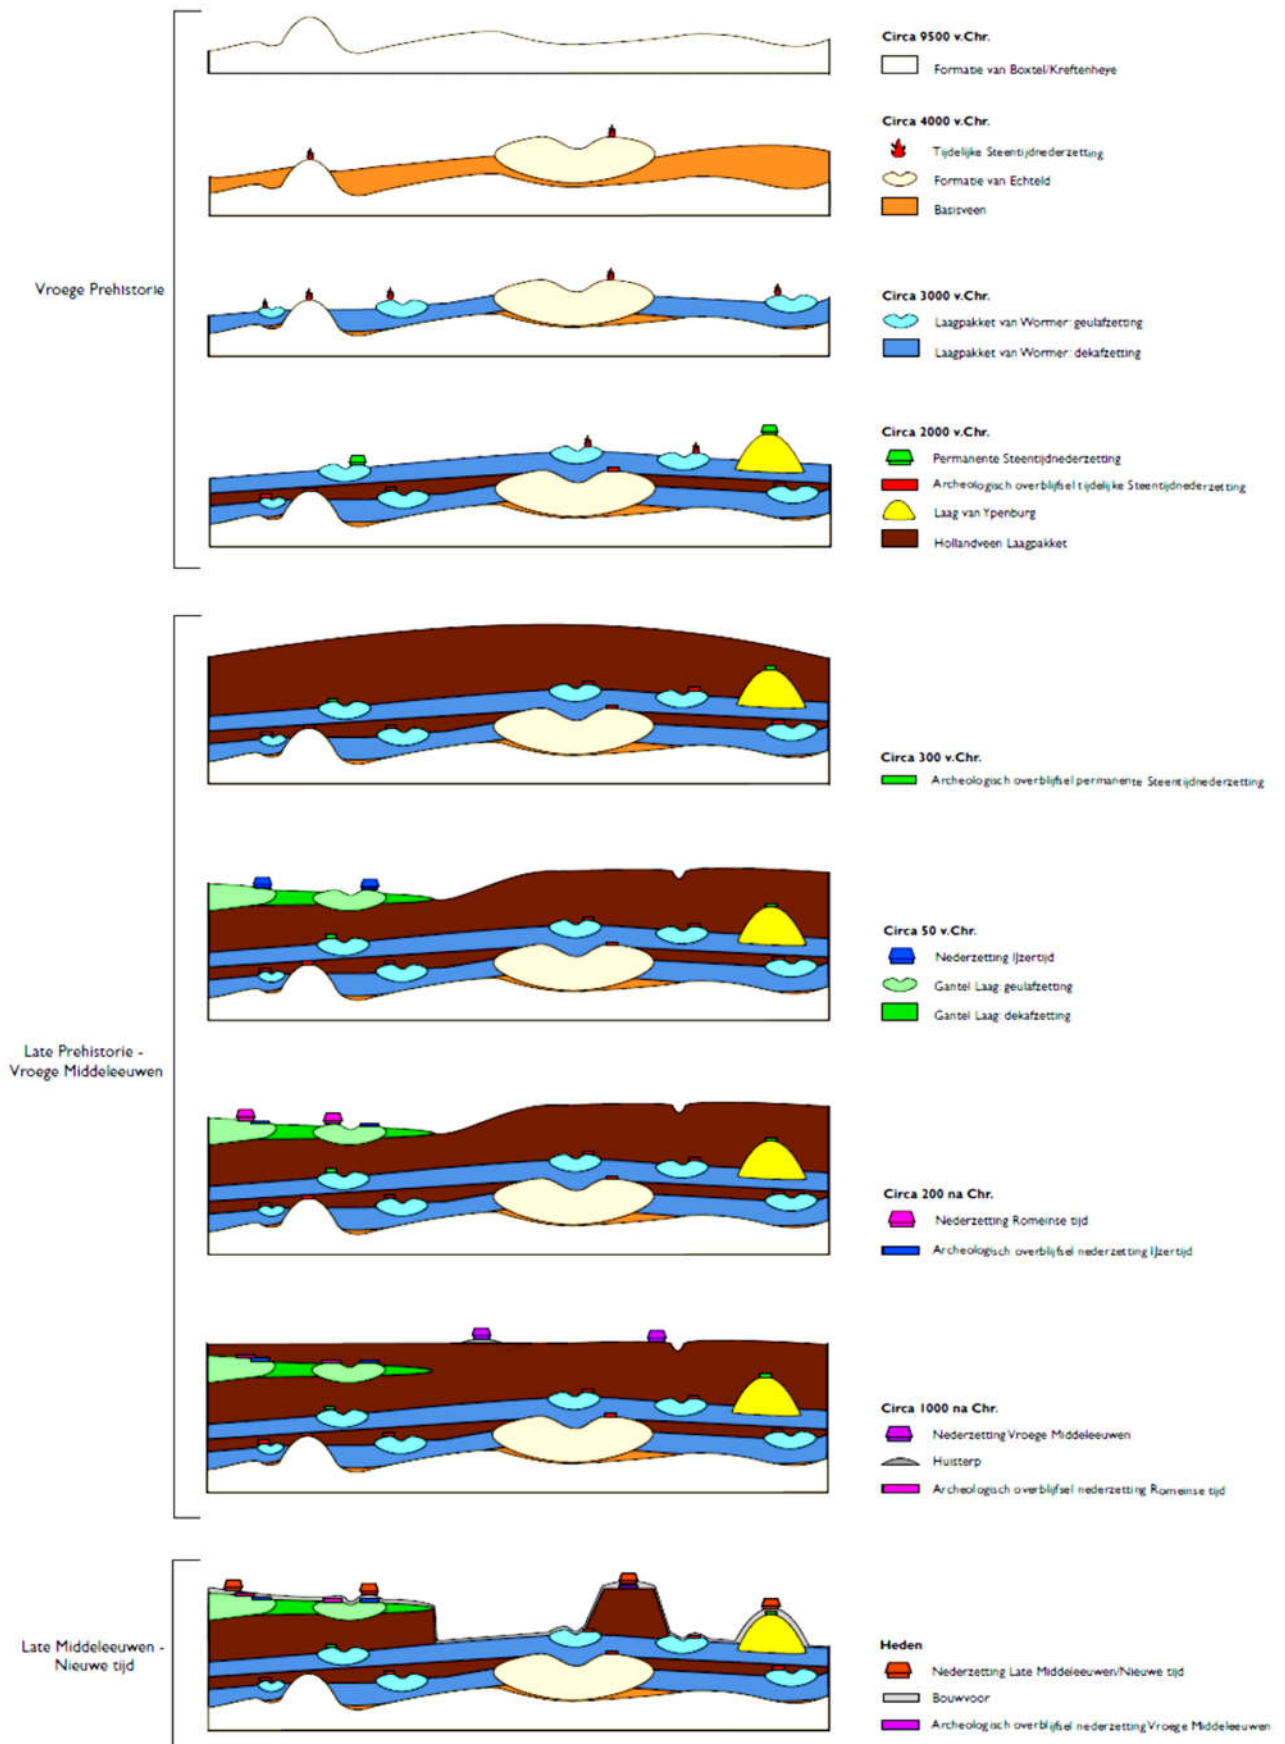 Vroege Prehistorie
Circa 9500 v.Chr.
Formatie van Boxtel/Kreftenheye
Circa 4000 v.Chr.
Tijdelijke Steentijdnederzetting
Formatie van Echteld
Basisveen
Circa 3000 v.Chr.
Laagpakket van Wormer: geulafzetting
Laagpakket van Wormer: dekafzetting
Circa 2000 v.Chr.
Permanente Steentijdnederzetting
Archeologisch overblijfsel tijdelijke Steentijdnederzetting
Laag van Ypenburg
Hollandveen Laagpakket
Late Prehistorie -
Vroege Middeleeuwen
Circa 300 v.Chr.
Archeologisch overblijfsel permanente Steentijdnederzetting
Circa 50 v.Chr.
Nederzetting IJzertijd
Gantel Laag: geulafzetting
Gantel Laag: dekafzetting
Circa 200 na Chr.
Nederzetting Romeinse tijd
Archeologisch overblijfsel nederzetting IJzertijd
Circa 1000 na Chr.
Nederzetting Vroege Middeleeuwen
Huisterp
Archeologisch overblijfsel nederzetting Romeinse tijd
Late Middeleeuwen -
Nieuwe tijd
Heden
Nederzetting Late Middeleeuwen/Nieuwe tijd
Bouwvoor
Archeologisch overblijfsel nederzetting Vroege Middeleeuwen